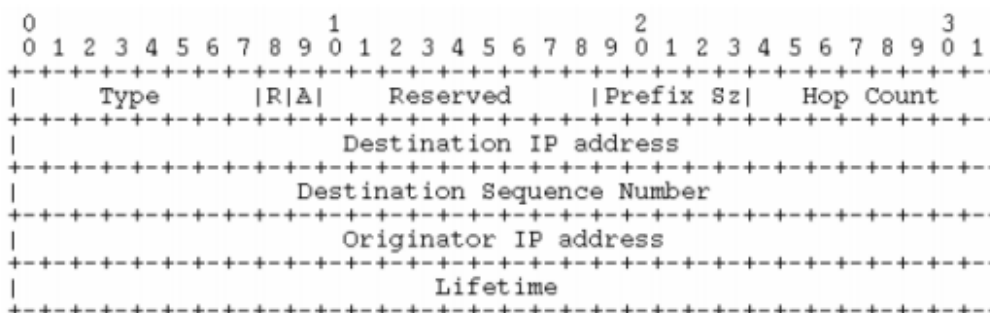 0                   1                   2                   3
0 1 2 3 4 5 6 7 8 9 0 1 2 3 4 5 6 7 8 9 0 1 2 3 4 5 6 7 8 9 0 1
+-+-+-+-+-+-+-+-+-+-+-+-+-+-+-+-+-+-+-+-+-+-+-+-+-+-+-+-+-+-+-+-
|     Type      |R|A|    Reserved     |Prefix Sz|   Hop Count
+-+-+-+-+-+-+-+-+-+-+-+-+-+-+-+-+-+-+-+-+-+-+-+-+-+-+-+-+-+-+-+-
|                     Destination IP address
+-+-+-+-+-+-+-+-+-+-+-+-+-+-+-+-+-+-+-+-+-+-+-+-+-+-+-+-+-+-+-+-
|                  Destination Sequence Number
+-+-+-+-+-+-+-+-+-+-+-+-+-+-+-+-+-+-+-+-+-+-+-+-+-+-+-+-+-+-+-+-
|                     Originator IP address
+-+-+-+-+-+-+-+-+-+-+-+-+-+-+-+-+-+-+-+-+-+-+-+-+-+-+-+-+-+-+-+-
|                           Lifetime
+-+-+-+-+-+-+-+-+-+-+-+-+-+-+-+-+-+-+-+-+-+-+-+-+-+-+-+-+-+-+-+-